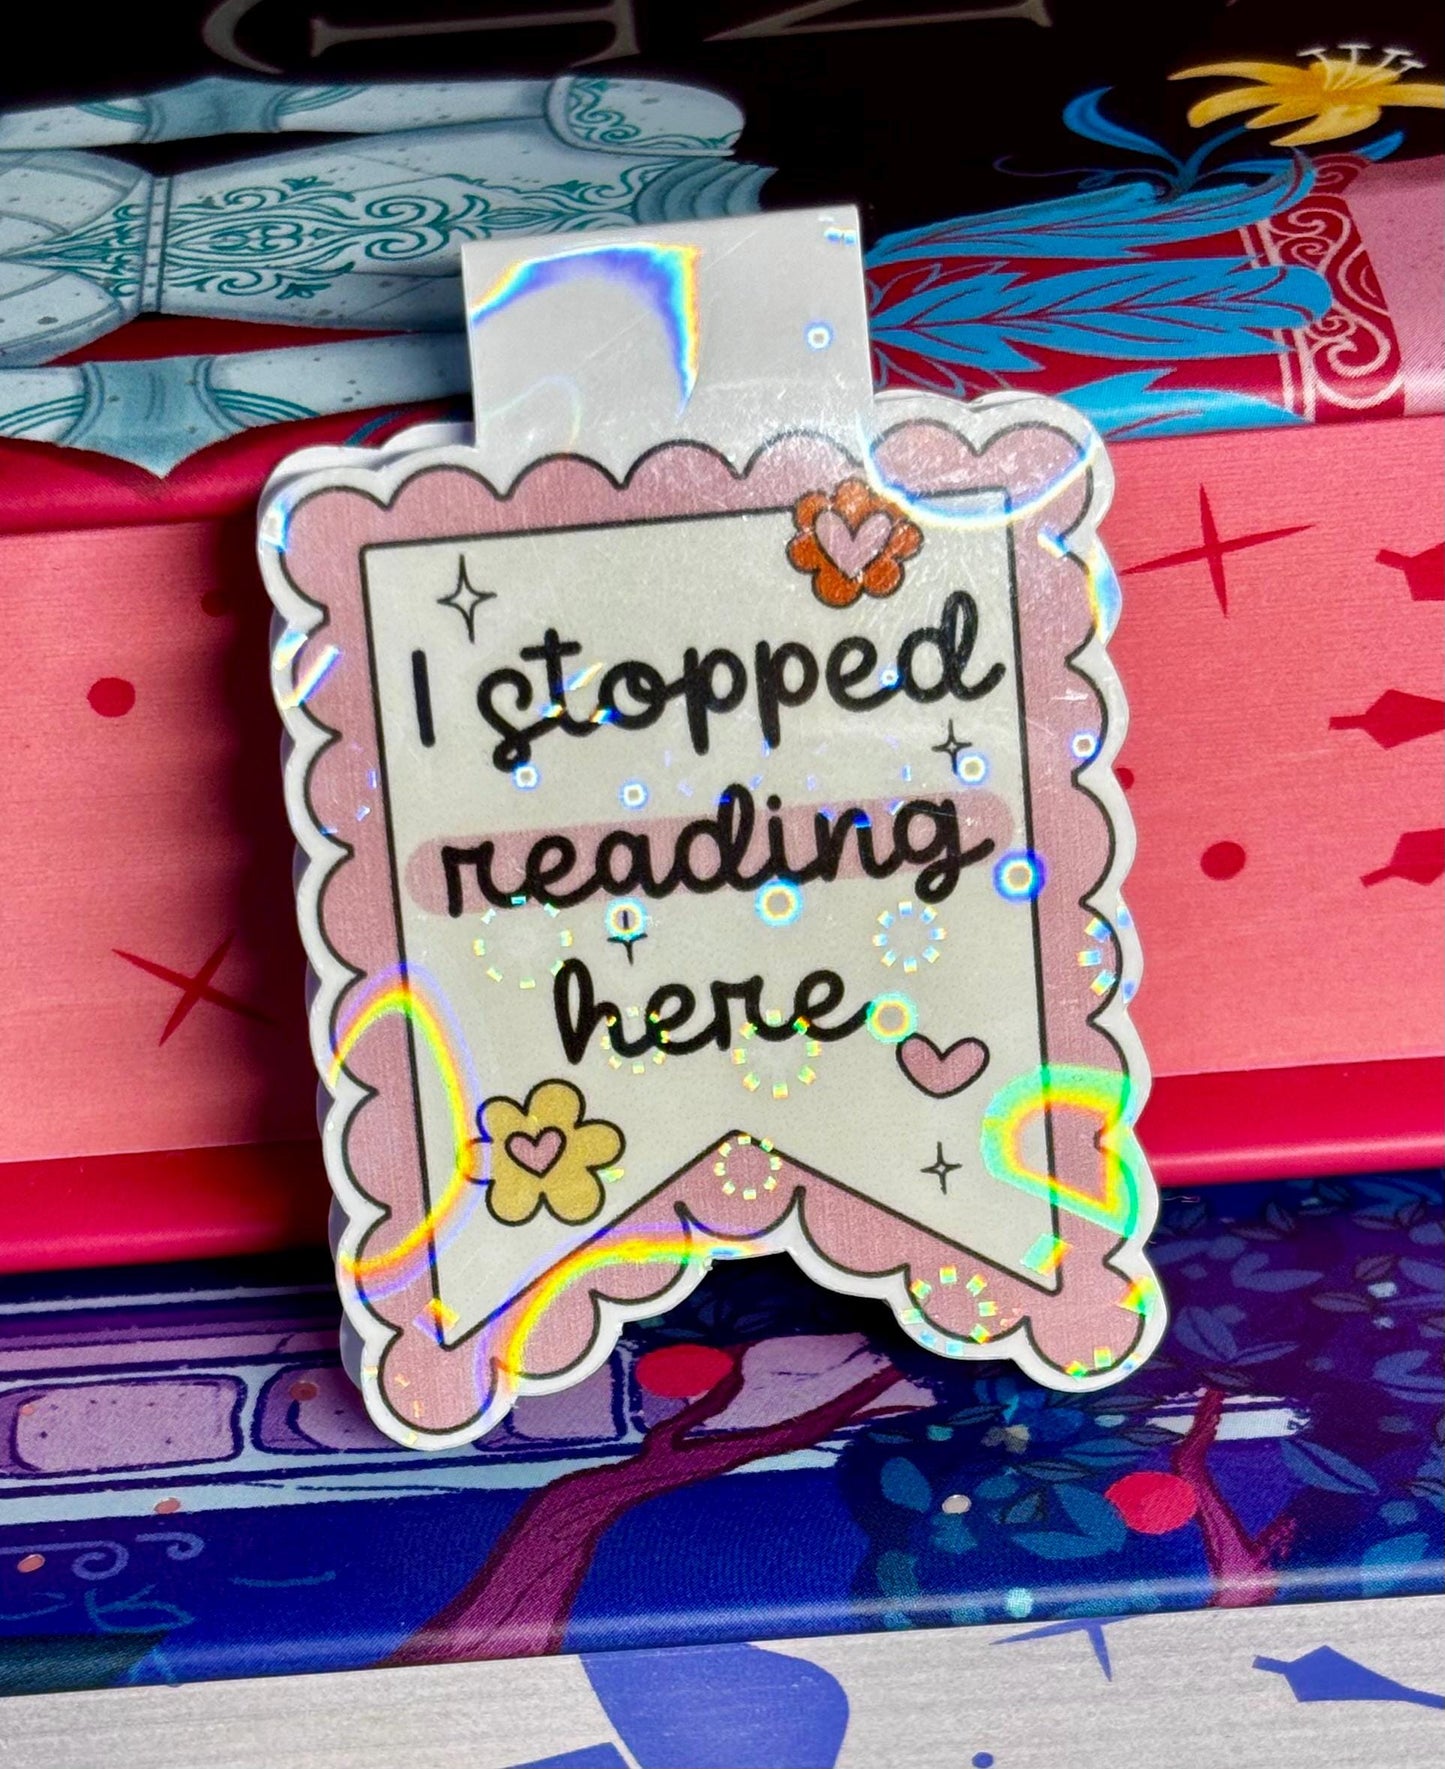 I stopped
reading
here